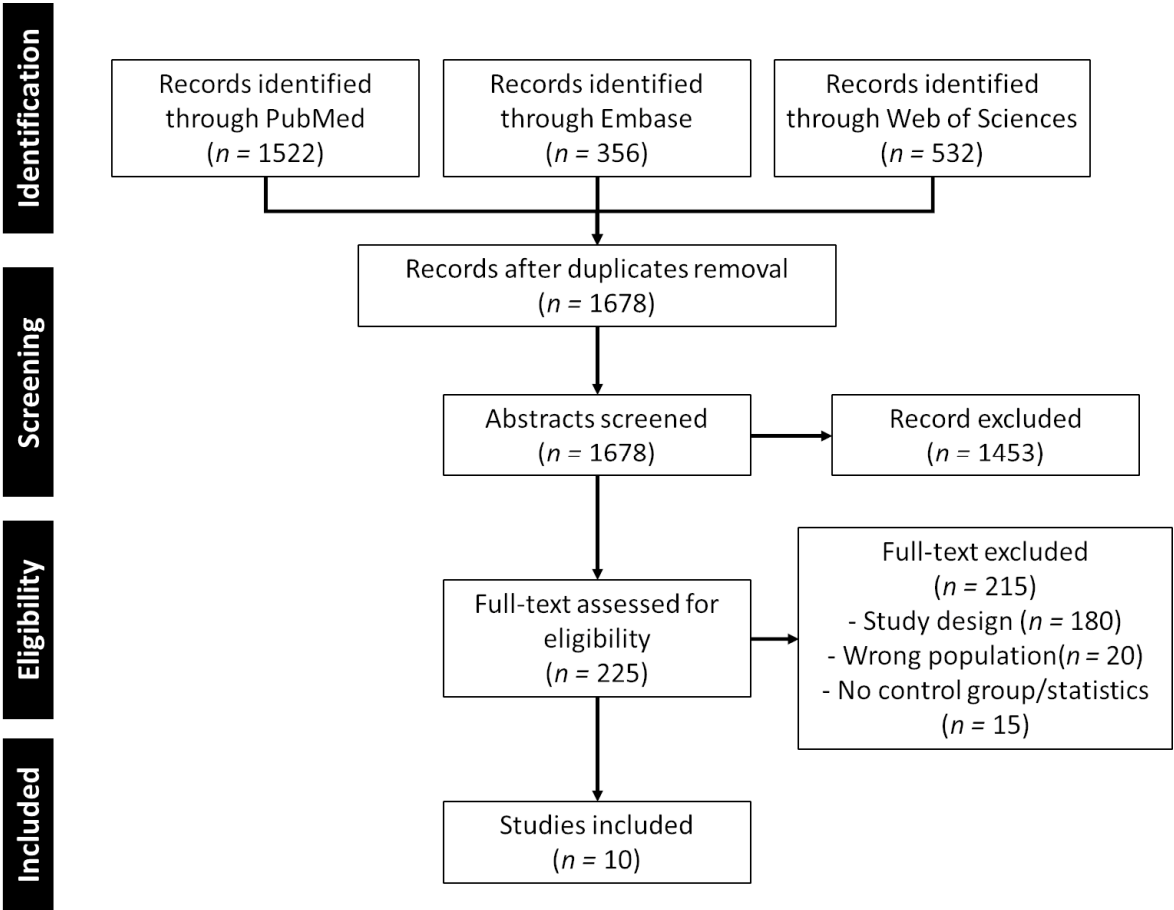 Identification
Records identified
through PubMed
(n = 1522)
Records identified
through Embase
(n = 356)
Records identified
through Web of Sciences
(n = 532)
Screening
Records after duplicates removal
(n = 1678)
Abstracts screened
(n = 1678)
Record excluded
(n = 1453)
Eligibility
Full-text assessed for
eligibility
(n = 225)
Full-text excluded
(n = 215)
- Study design (n = 180)
- Wrong population(n = 20)
- No control group/statistics
(n = 15)
Included
Studies included
(n = 10)